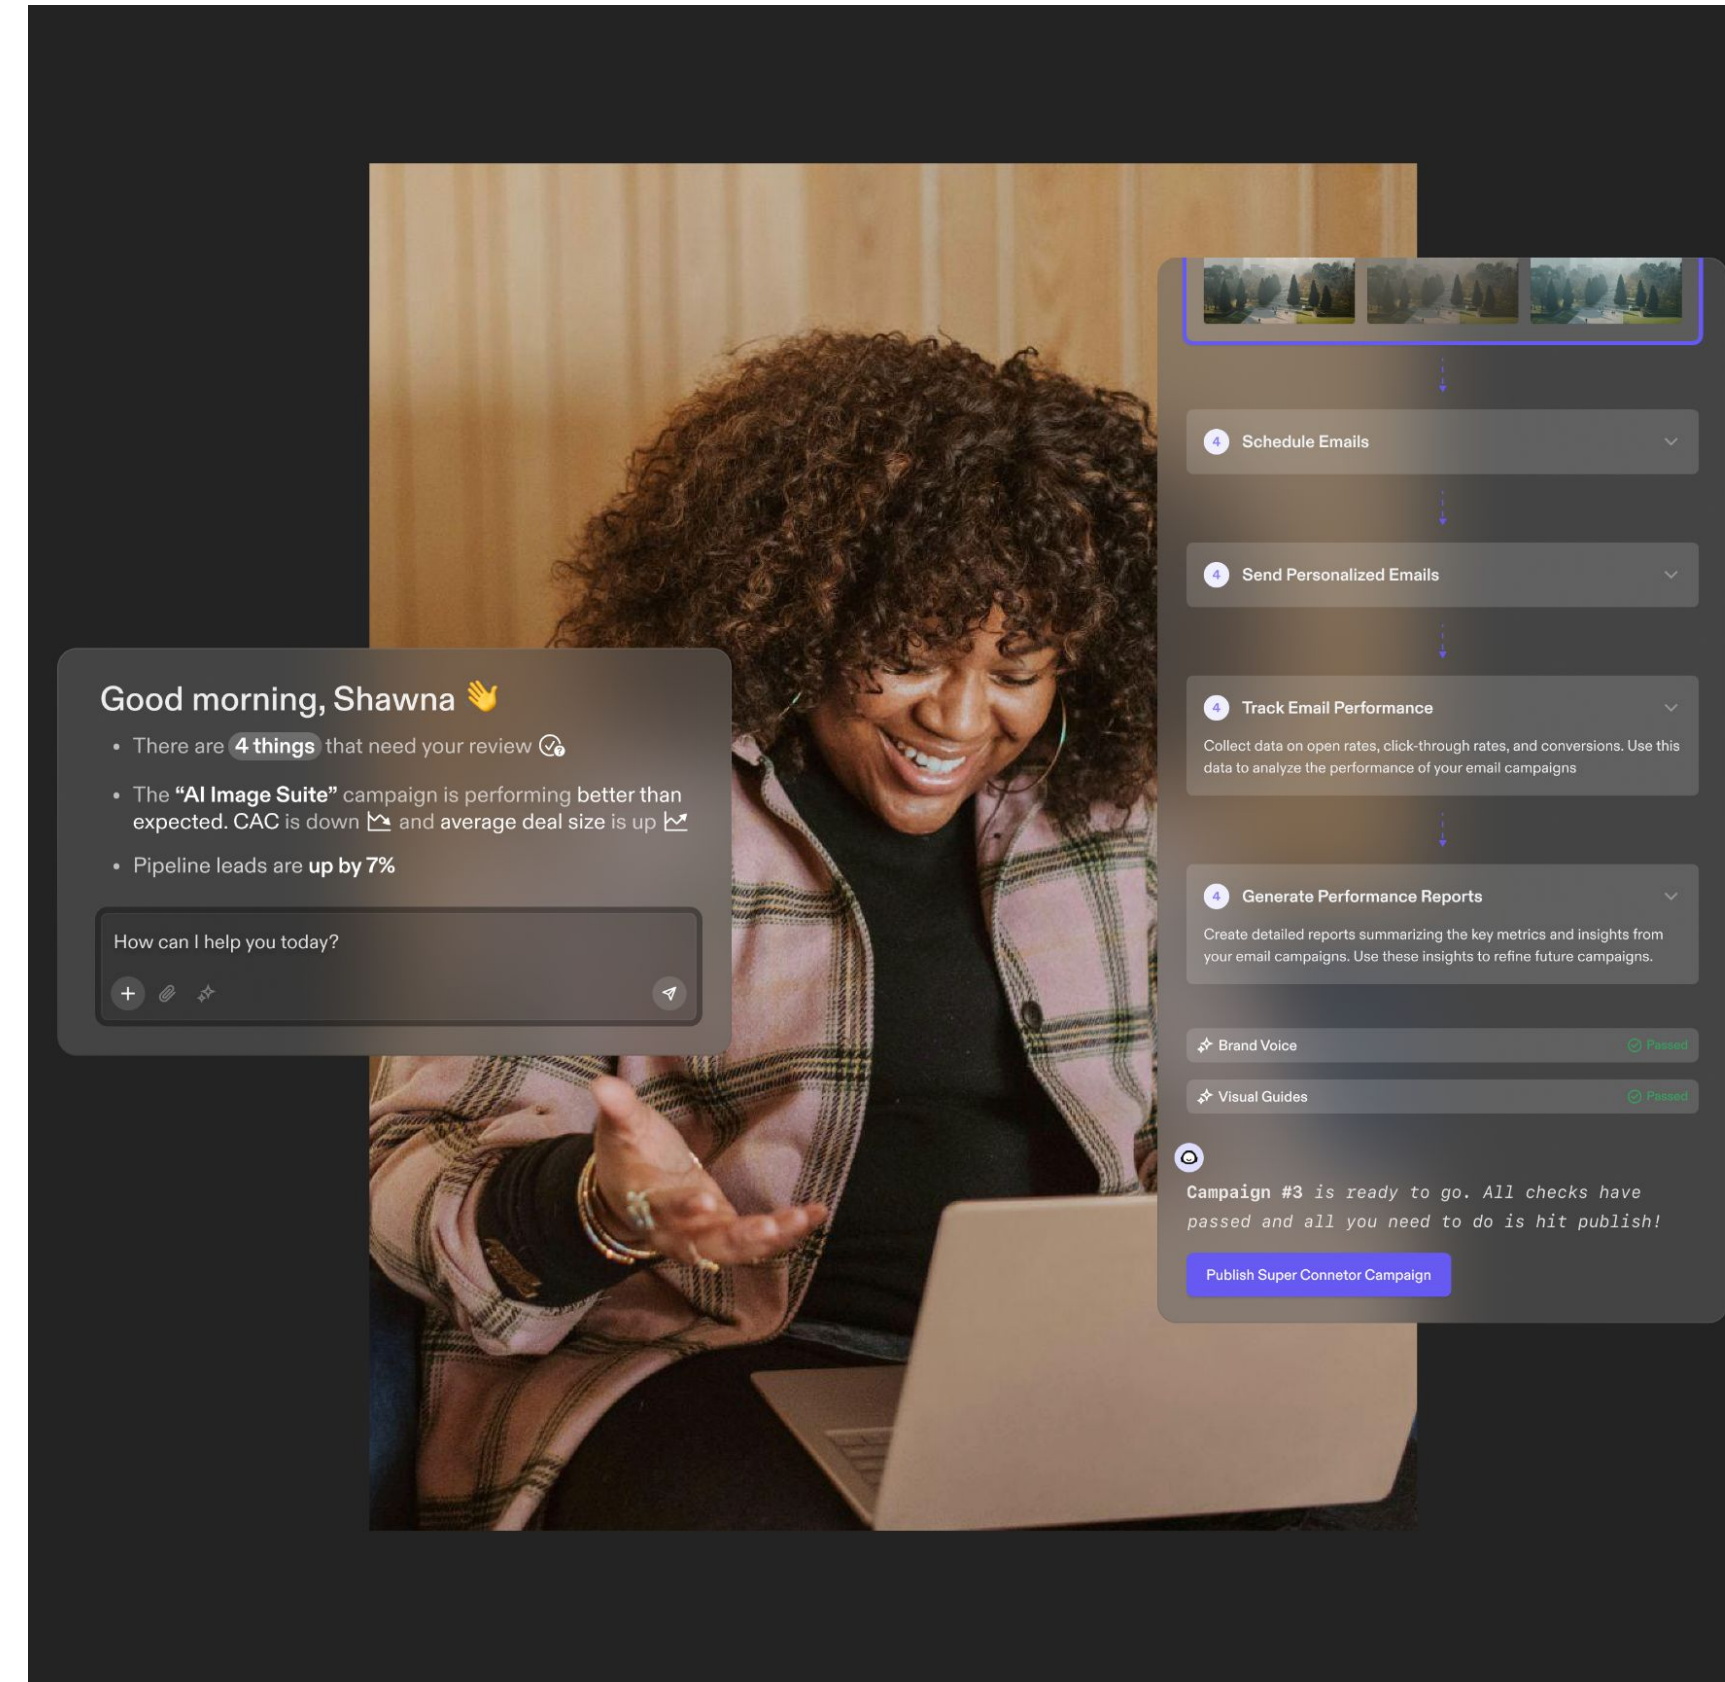 Good morning, Shawna 👋
There are 4 things that need your review
The “AI Image Suite” campaign is performing better than
expected. CAC is down and average deal size is up
Pipeline leads are up by 7%
How can I help you today?
4 Schedule Emails
4 Send Personalized Emails
4 Track Email Performance
Collect data on open rates, click-through rates, and conversions. Use this
data to analyze the performance of your email campaigns
4 Generate Performance Reports
Create detailed reports summarizing the key metrics and insights from
your email campaigns. Use these insights to refine future campaigns.
Brand Voice Passed
Visual Guides Passed
Campaign #3 is ready to go. All checks have
passed and all you need to do is hit publish!
Publish Super Connetor Campaign